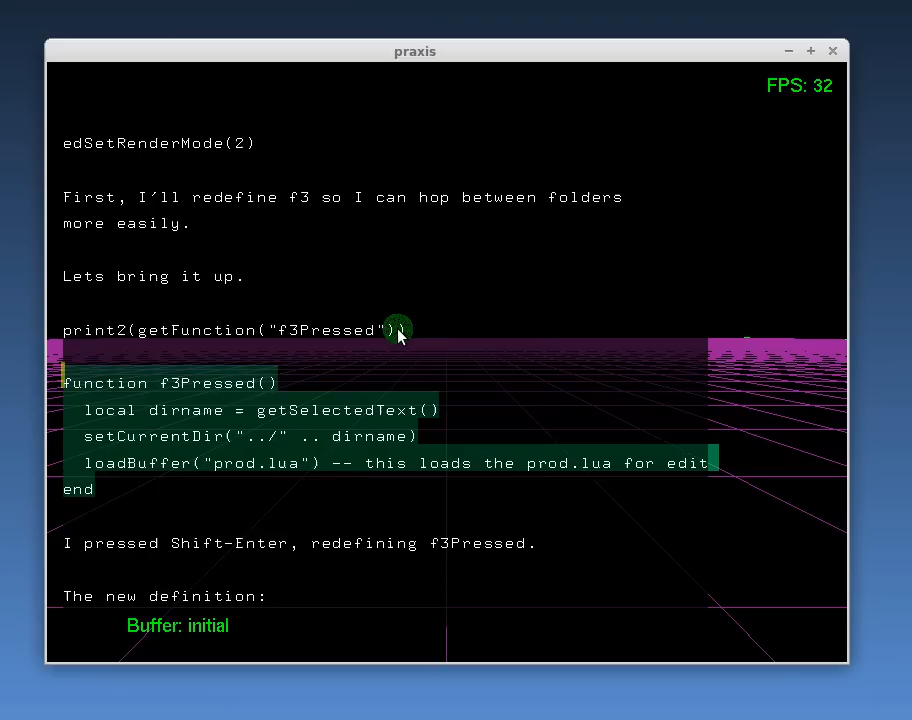 praxis
FPS: 32
edSetRenderMode(2)
First, I'll redefine f3 so I can hop between folders
more easily.
Lets bring it up.
print2(getFunction("f3Pressed"))
function f3Pressed()
local dirname = getSelectedText()
setCurrentDir("../" .. dirname)
loadBuffer("prod.lua") -- this loads the prod.lua for edit
end
I pressed Shift-Enter, redefining f3Pressed.
The new definition:
Buffer: initial